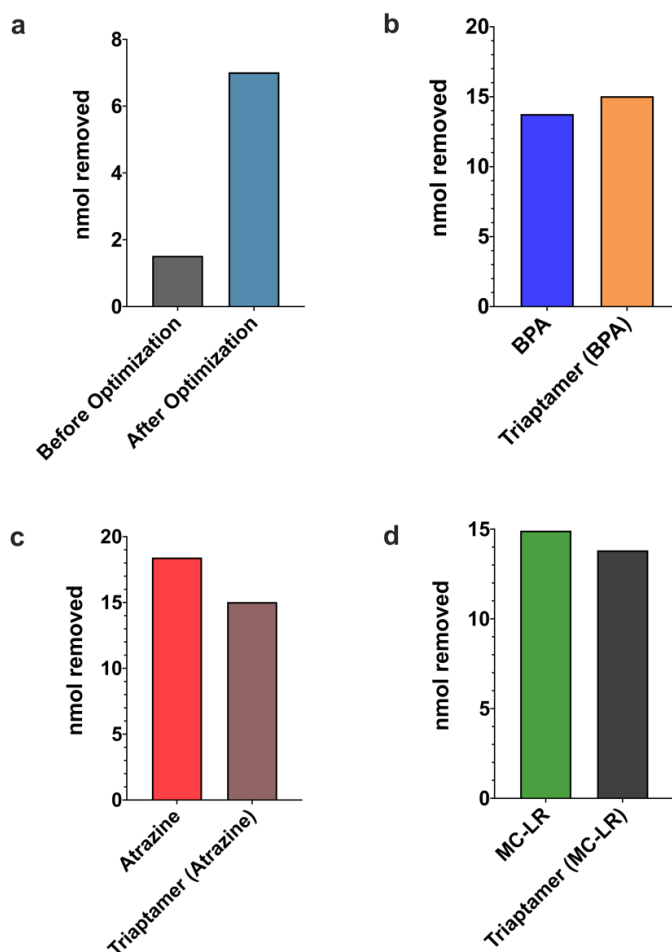 a
nmol removed
8
6
4
2
0
Before Optimization
After Optimization
b
nmol removed
20
15
10
5
0
BPA
Triaptamer (BPA)
c
nmol removed
20
15
10
5
0
Atrazine
Triaptamer (Atrazine)
d
nmol removed
15
10
5
0
MC-LR
Triaptamer (MC-LR)